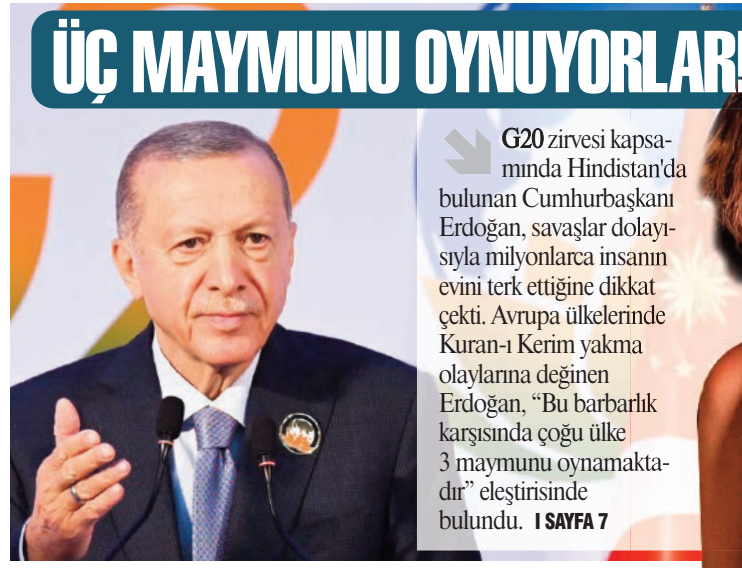 ÜÇ MAYMUNU OYNUYORLAR!
G20 zirvesi kapsa-
mında Hindistan'da
bulunan Cumhurbaşkanı
Erdoğan, savaşlar dolayı-
sıyla milyonlarca insanın
evini terk ettiğine dikkat
çekti. Avrupa ülkelerinde
Kuran-ı Kerim yakma
olaylarına değinen
Erdoğan, “Bu barbarlık
karşısında çoğu ülke
3 maymunu oynamakta-
dır” eleştirisinde
bulundu. I SAYFA 7